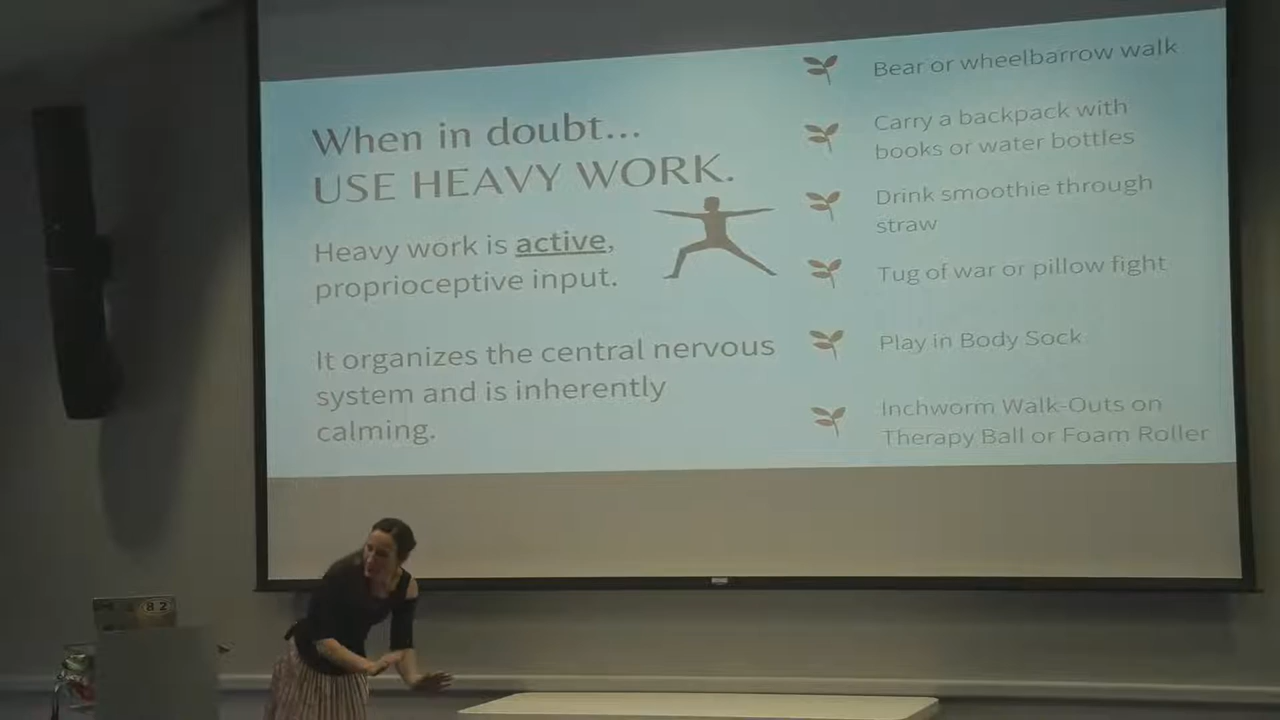 When in doubt...
USE HEAVY WORK.
Heavy work is active,
proprioceptive input.
It organizes the central nervous
system and is inherently
calming.
Bear or wheelbarrow walk
Carry a backpack with
books or water bottles
Drink smoothie through
straw
Tug of war or pillow fight
Play in Body Sock
Inchworm Walk-Outs on
Therapy Ball or Foam Roller